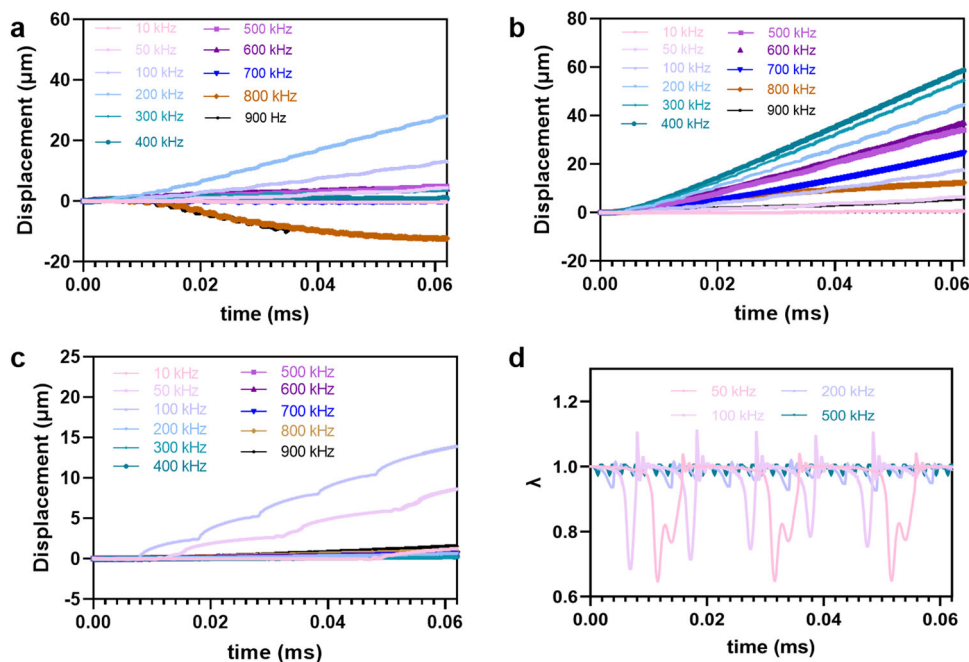 a
Displacement (μm)
60
40
20
0
-20
10 kHz
50 kHz
100 kHz
200 kHz
300 kHz
400 kHz
500 kHz
600 kHz
700 kHz
800 kHz
900 Hz
0.00
0.02
0.04
0.06
time (ms)
b
Displacement (μm)
80
60
40
20
0
-20
10 kHz
50 kHz
100 kHz
200 kHz
300 kHz
400 kHz
500 kHz
600 kHz
700 kHz
800 kHz
900 kHz
0.00
0.02
0.04
0.06
time (ms)
c
Displacement (μm)
25
20
15
10
5
0
-5
10 kHz
50 kHz
100 kHz
200 kHz
300 kHz
400 kHz
500 kHz
600 kHz
700 kHz
800 kHz
900 kHz
0.00
0.02
0.04
0.06
time (ms)
d
λ
1.2
1.0
0.8
0.6
50 kHz
100 kHz
200 kHz
500 kHz
0.00
0.02
0.04
0.06
time (ms)